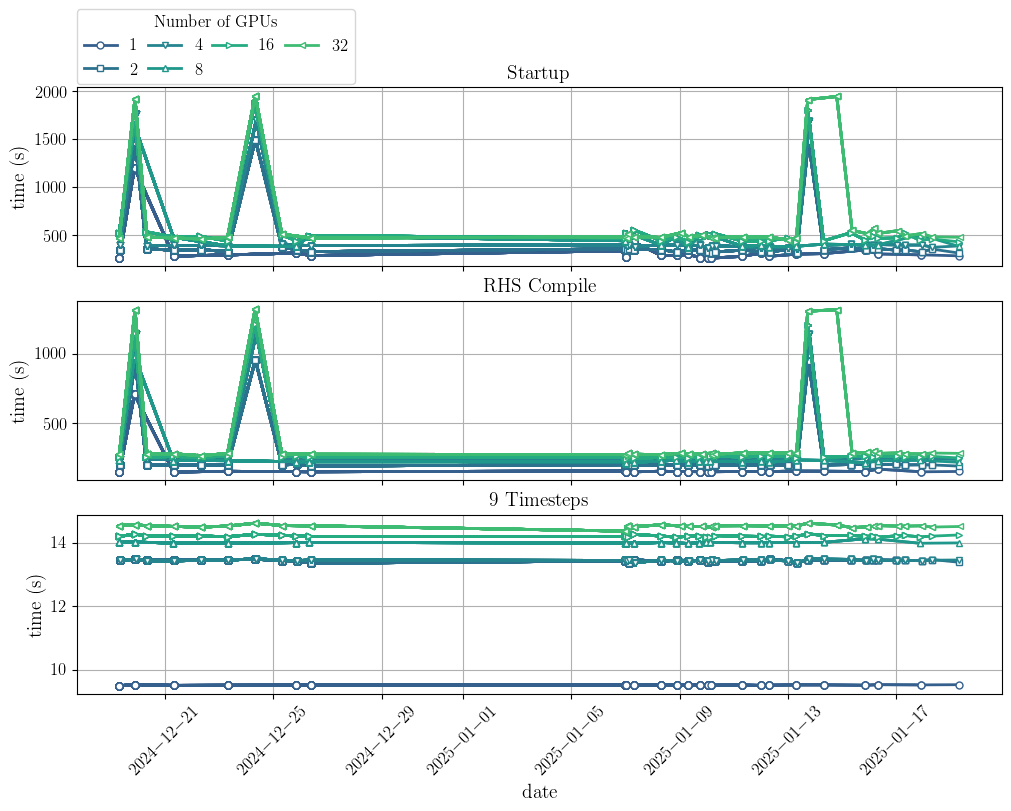 Number of GPUs
1 4 16 32
2 8
Startup
2000
1500
1000
500
time (s)
RHS Compile
1000
500
time (s)
9 Timesteps
14
12
10
time (s)
2024−12−21 2024−12−25 2024−12−29 2025−01−01 2025−01−05 2025−01−09 2025−01−13 2025−01−17
date